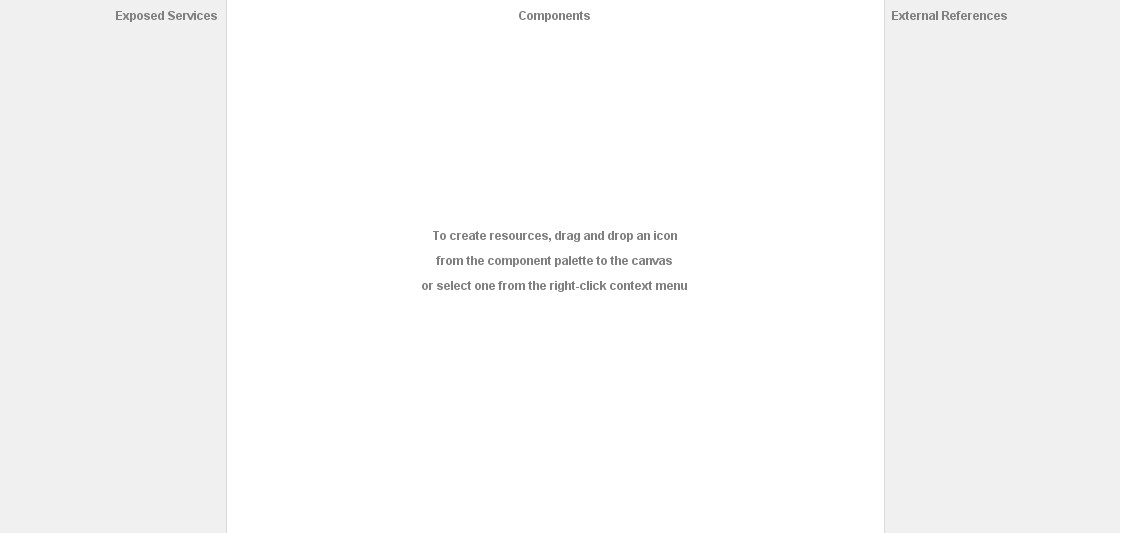 Exposed Services
Components
External References
To create resources, drag and drop an icon
from the component palette to the canvas
or select one from the right-click context menu